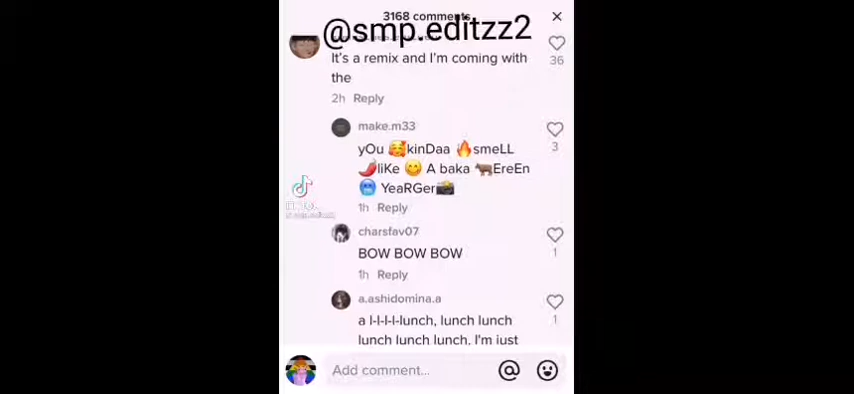 3168 comments
@smp.editzz2
It's a remix and I'm coming with
the
36
2h Reply
make.m33
yOu 🥰kinDaa 🔥smeLL
🌶️liKe 😋 A baka 🐂EreEn
🥶 YeaRGer📸
3
1h Reply
charsfav07
BOW BOW BOW
1
1h Reply
a.ashidomina.a
a l-l-l-l-lunch, lunch lunch
lunch lunch lunch, I'm just
1
Add comment...